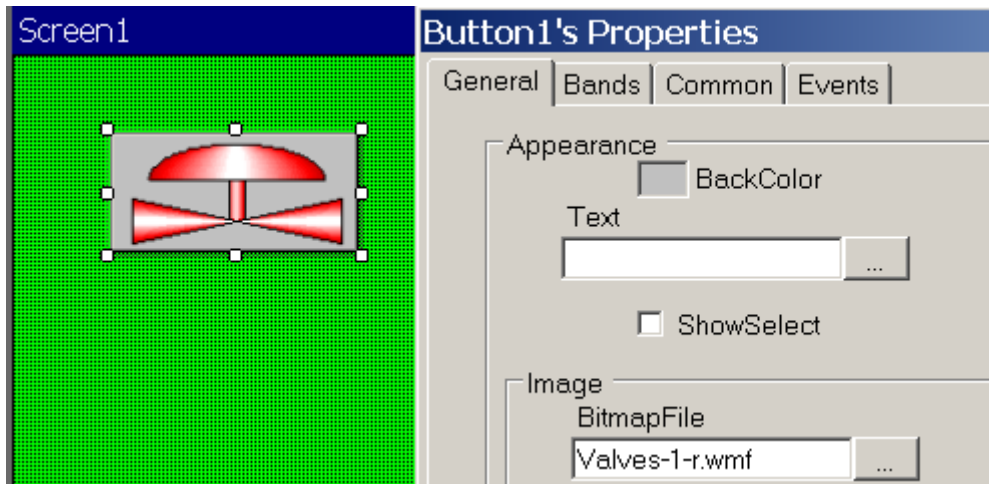 Screen1
Button1's Properties
General Bands Common Events
Appearance
BackColor
Text
...
ShowSelect
Image
BitmapFile
Valves-1-r.wmf ...